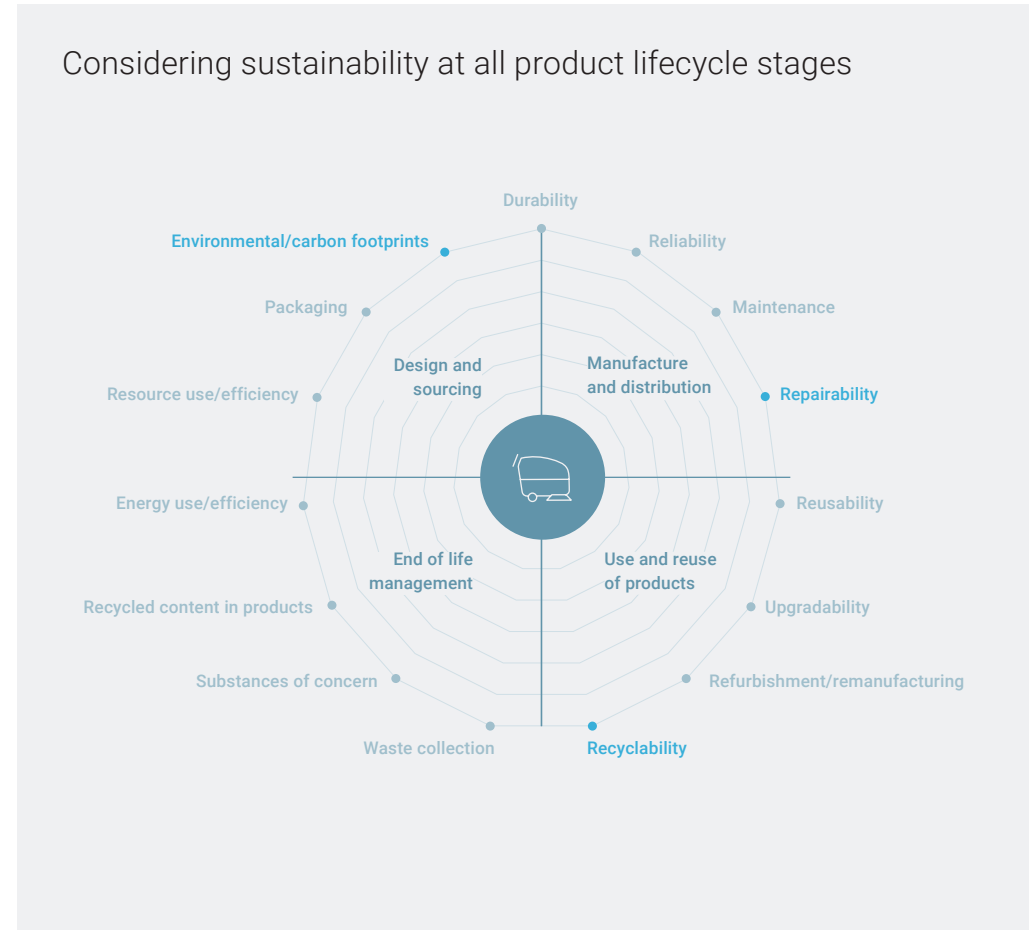 Considering sustainability at all product lifecycle stages
Durability
Environmental/carbon footprints
Reliability
Packaging
Maintenance
Design and
sourcing
Manufacture
and distribution
Resource use/efficiency
Repairability
Energy use/efficiency
Reusability
End of life
management
Use and reuse
of products
Recycled content in products
Upgradability
Substances of concern
Refurbishment/remanufacturing
Waste collection
Recyclability